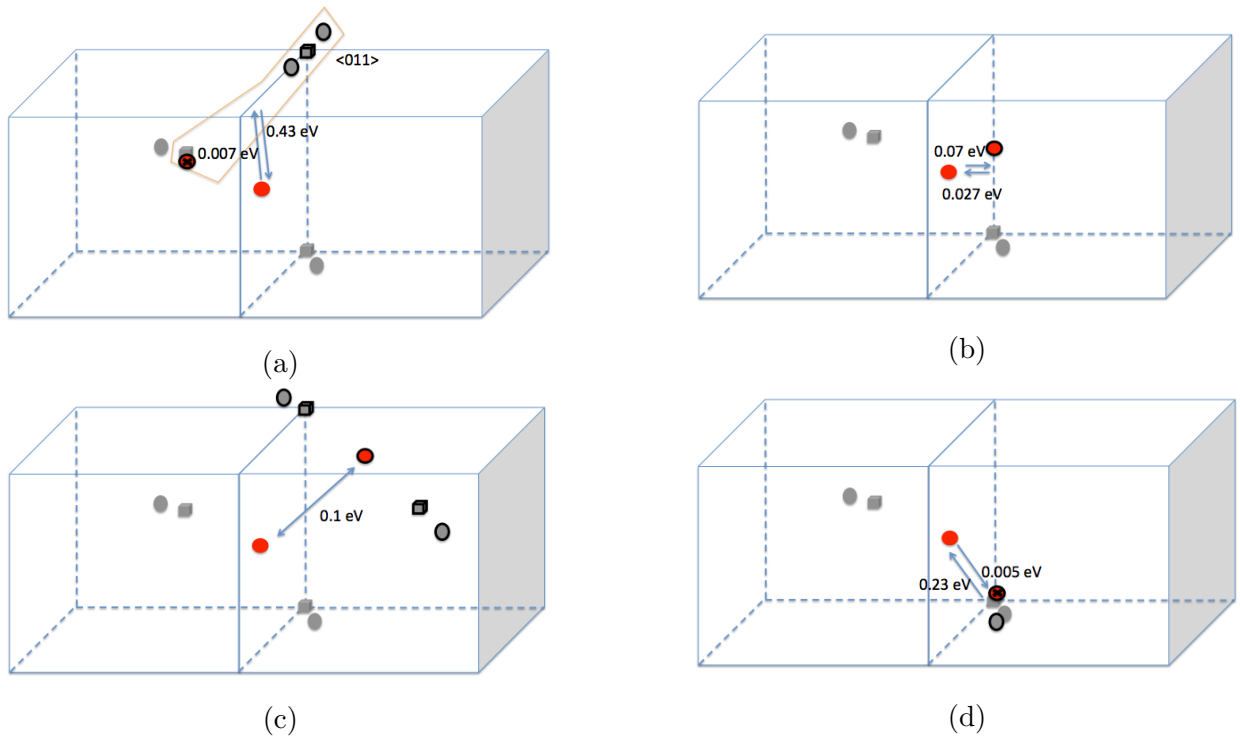 <011>
0.43 eV
0.007 eV
(a)
0.07 eV
0.027 eV
(b)
0.1 eV
(c)
0.005 eV
0.23 eV
(d)